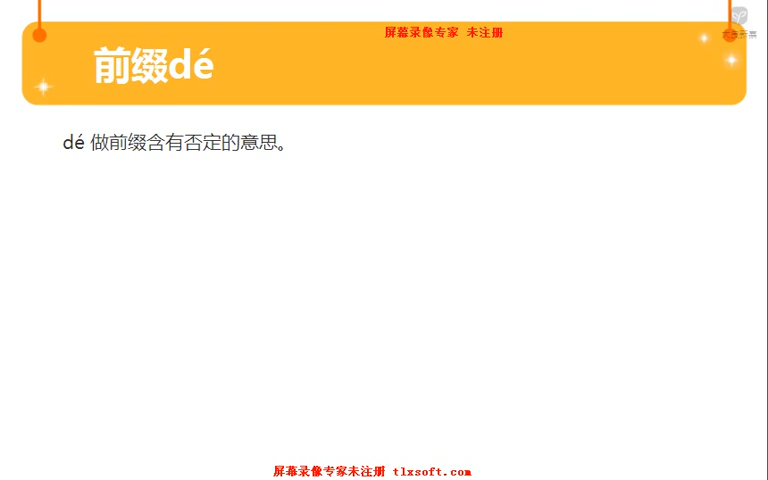 屏幕录像专家 未注册
前缀dé
dé 做前缀含有否定的意思。
屏幕录像专家未注册 tlxsoft.com